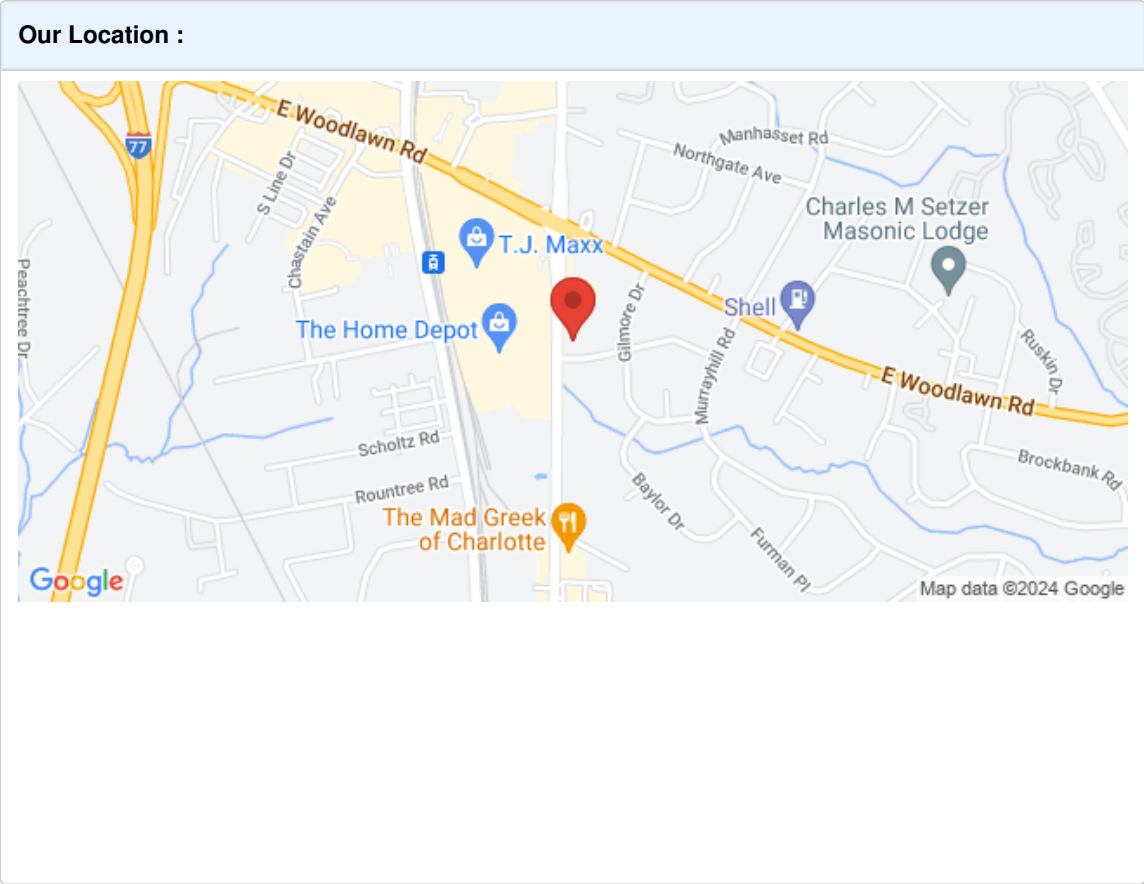 Our Location :
E Woodlawn Rd
77
Manhasset Rd
Northgate Ave
S Line Dr
Chastain Ave
Charles M Setzer
Masonic Lodge
T.J. Maxx
Peachtree Dr
The Home Depot
Gilmore Dr
Shell
Murrayhill Rd
Ruskin Dr
E Woodlawn Rd
Scholtz Rd
Brockbank Rd
Rountree Rd
Baylor Dr
The Mad Greek
of Charlotte
Furman Pl
Google
Map data ©2024 Google